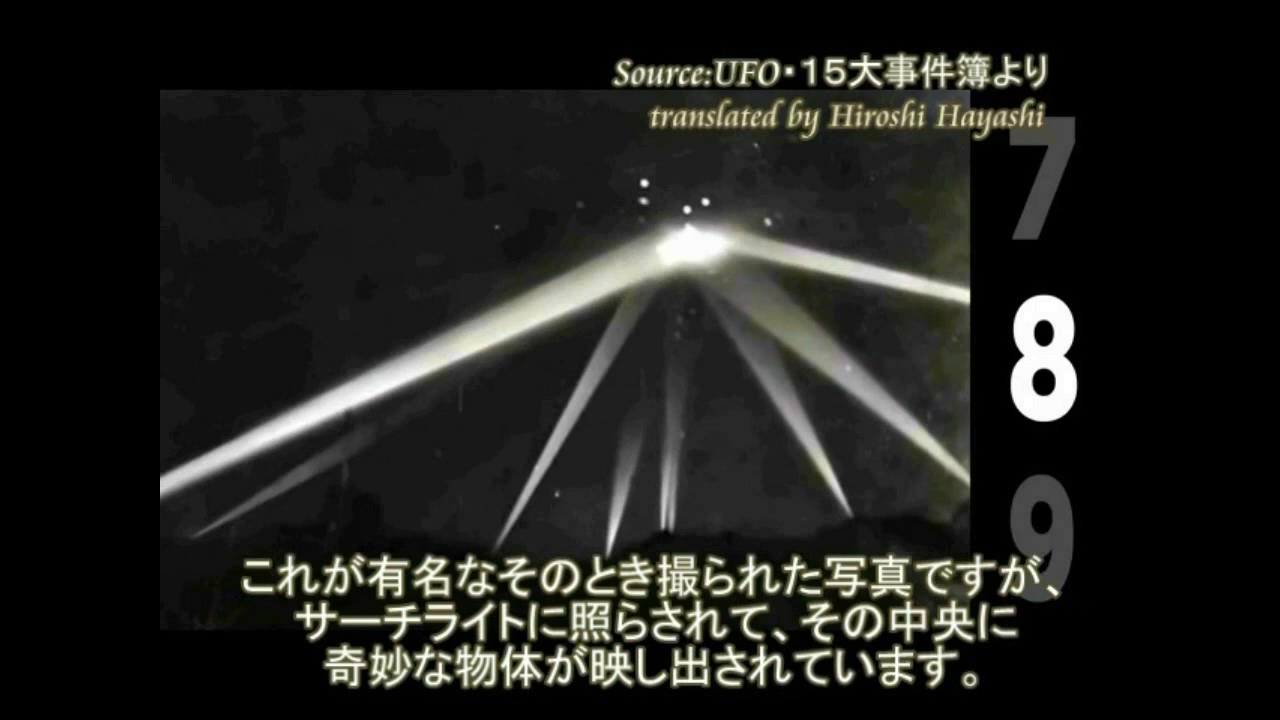 Source:UFO・１５大事件簿より
translated by Hiroshi Hayashi
7
8
9
これが有名なそのとき撮られた写真ですが、
サーチライトに照らされて、その中央に
奇妙な物体が映し出されています。